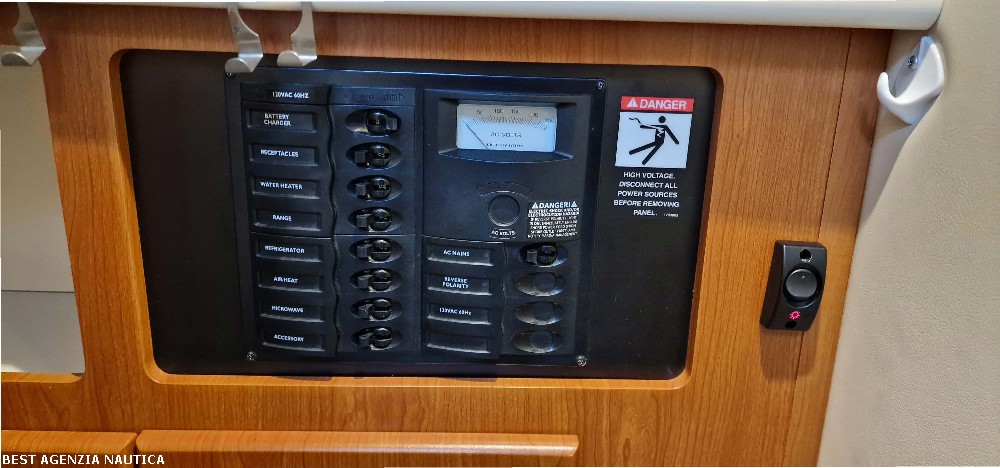 120VAC 60HZ
BATTERY
CHARGER
RECEPTACLES
WATER HEATER
RANGE
REFRIGERATOR
AIR/HEAT
MICROWAVE
ACCESSORY
AC VOLTS
AC VOLTS
DANGER!
AC MAINS
REVERSE
POLARITY
120VAC 60Hz
DANGER
HIGH VOLTAGE.
DISCONNECT ALL
POWER SOURCES
BEFORE REMOVING
PANEL.
BEST AGENZIA NAUTICA